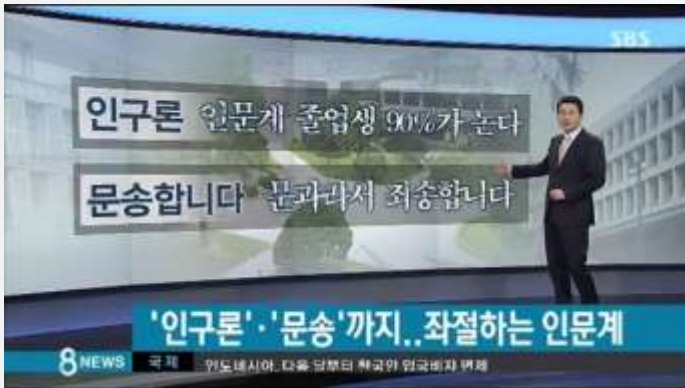 SBS
인구론 인문계 졸업생 90%가 논다
문송합니다 문과라서 죄송합니다
'인구론'·'문송'까지..좌절하는 인문계
8 NEWS 국제 인도네시아, 다음 달부터 한국인 입국비자 면제